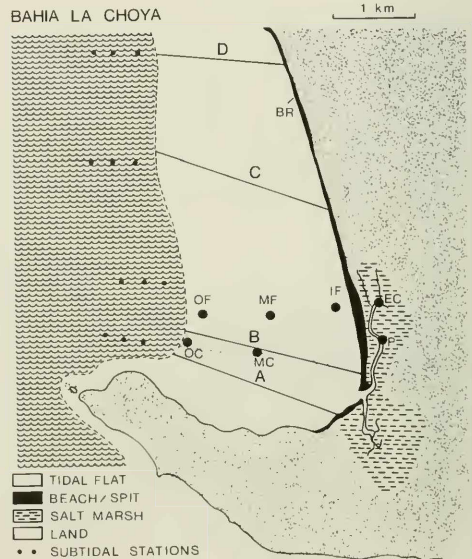 BAHIA LA CHOYA
1 km
D
BR
C
OF
MF
IF
EC
B
P
OC
MC
A
TIDAL FLAT
BEACH/SPIT
SALT MARSH
LAND
SUBTIDAL STATIONS